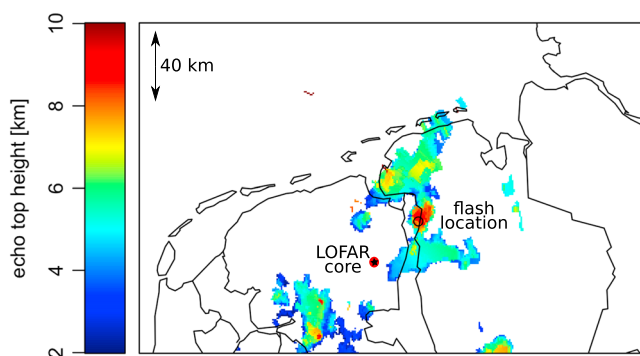 echo top height [km]
10
8
6
4
2
40 km
flash
location
LOFAR
core